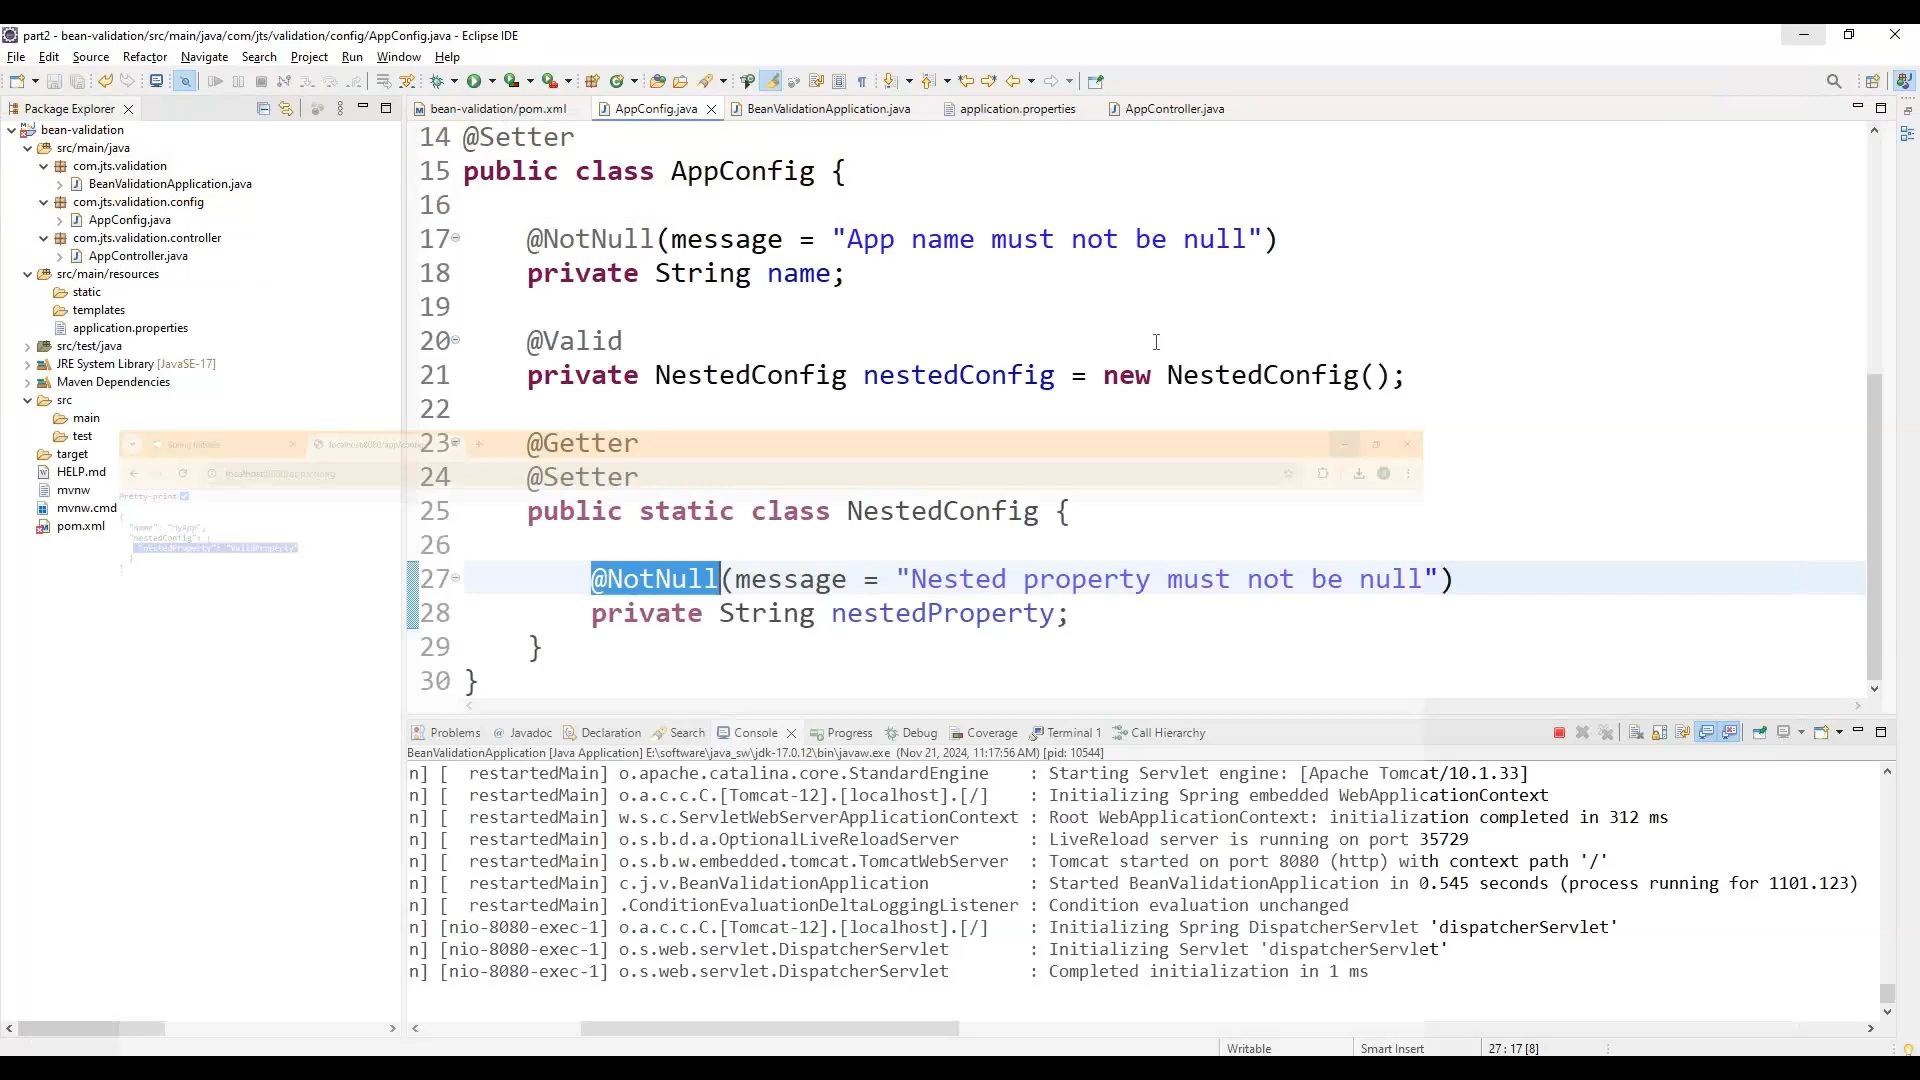 part2 - bean-validation/src/main/java/com/jts/validation/config/AppConfig.java - Eclipse IDE
File Edit Source Refactor Navigate Search Project Run Window Help
Package Explorer
bean-validation
src/main/java
com.jts.validation
BeanValidationApplication.java
com.jts.validation.config
AppConfig.java
com.jts.validation.controller
AppController.java
src/main/resources
static
templates
application.properties
src/test/java
JRE System Library [JavaSE-17]
Maven Dependencies
src
main
test
target
HELP.md
mvnw
mvnw.cmd
pom.xml
bean-validation/pom.xml AppConfig.java BeanValidationApplication.java application.properties AppController.java
14 @Setter
15 public class AppConfig {
16
17 @NotNull(message = "App name must not be null")
18 private String name;
19
20 @Valid
21 private NestedConfig nestedConfig = new NestedConfig();
22
23 @Getter
24 @Setter
25 public static class NestedConfig {
26
27 @NotNull(message = "Nested property must not be null")
28 private String nestedProperty;
29 }
30 }
Pretty-print
"name": "MyApp",
"nestedConfig": {
"nestedProperty": "ValidProperty"
}
}
Problems Javadoc Declaration Search Console Progress Debug Coverage Terminal 1 Call Hierarchy
BeanValidationApplication [Java Application] E:\software\java_sw\jdk-17.0.12\bin\javaw.exe (Nov 21, 2024, 11:17:56 AM) [pid: 10544]
n] [ restartedMain] o.apache.catalina.core.StandardEngine : Starting Servlet engine: [Apache Tomcat/10.1.33]
n] [ restartedMain] o.a.c.c.C.[Tomcat-12].[localhost].[/] : Initializing Spring embedded WebApplicationContext
n] [ restartedMain] w.s.c.ServletWebServerApplicationContext : Root WebApplicationContext: initialization completed in 312 ms
n] [ restartedMain] o.s.b.d.a.OptionalLiveReloadServer : LiveReload server is running on port 35729
n] [ restartedMain] o.s.b.w.embedded.tomcat.TomcatWebServer : Tomcat started on port 8080 (http) with context path '/'
n] [ restartedMain] c.j.v.BeanValidationApplication : Started BeanValidationApplication in 0.545 seconds (process running for 1101.123)
n] [ restartedMain] .ConditionEvaluationDeltaLoggingListener : Condition evaluation unchanged
n] [nio-8080-exec-1] o.a.c.c.C.[Tomcat-12].[localhost].[/] : Initializing Spring DispatcherServlet 'dispatcherServlet'
n] [nio-8080-exec-1] o.s.web.servlet.DispatcherServlet : Initializing Servlet 'dispatcherServlet'
n] [nio-8080-exec-1] o.s.web.servlet.DispatcherServlet : Completed initialization in 1 ms
Writable Smart Insert 27 : 17 [8]